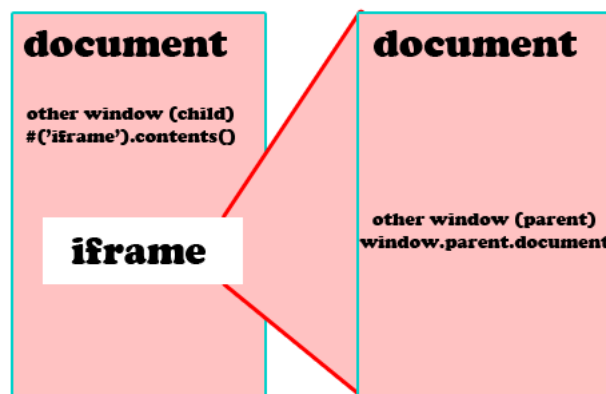 document
other window (child)
#('iframe').contents()
iframe
document
other window (parent)
window.parent.document